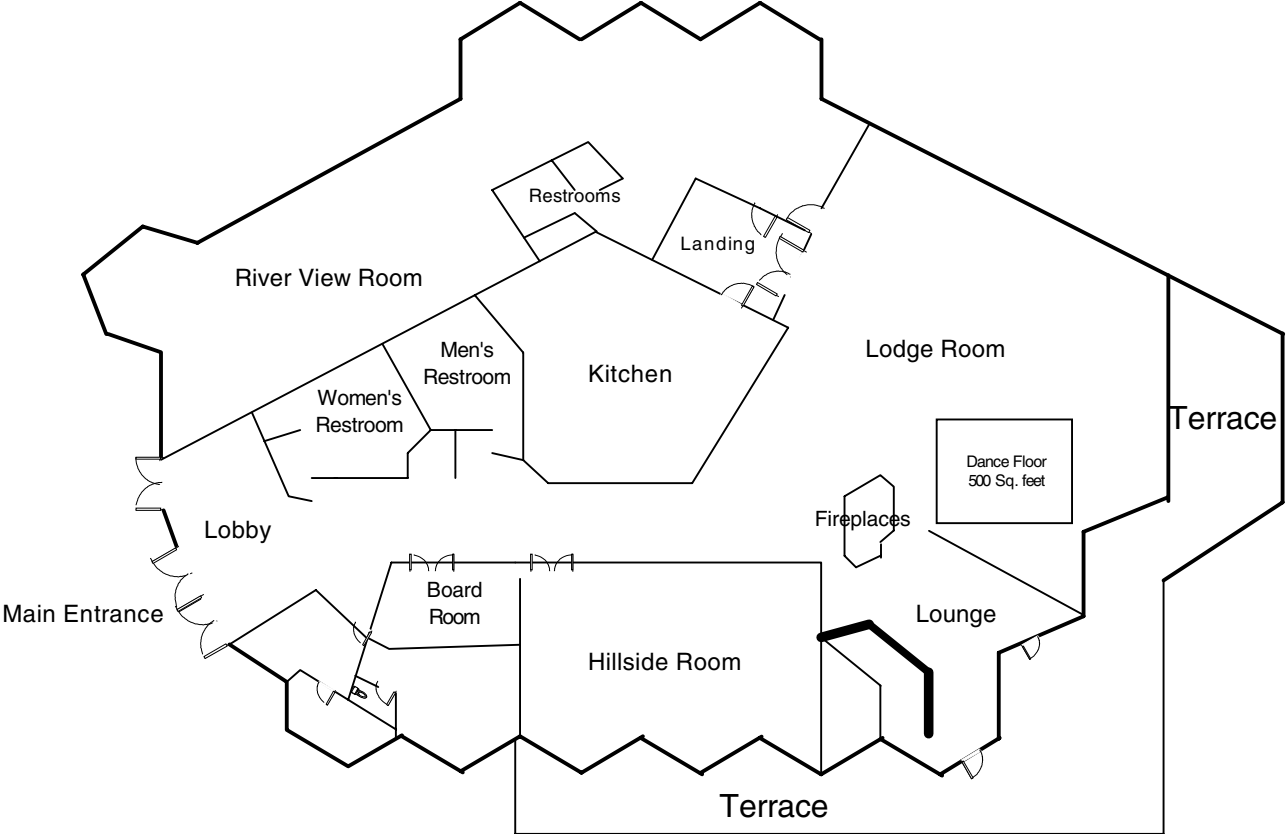 Restrooms
Landing
River View Room
Men's
Restroom
Kitchen
Lodge Room
Women's
Restroom
Terrace
Dance Floor
500 Sq. feet
Fireplaces
Lobby
Main Entrance
Board
Room
Lounge
Hillside Room
Terrace